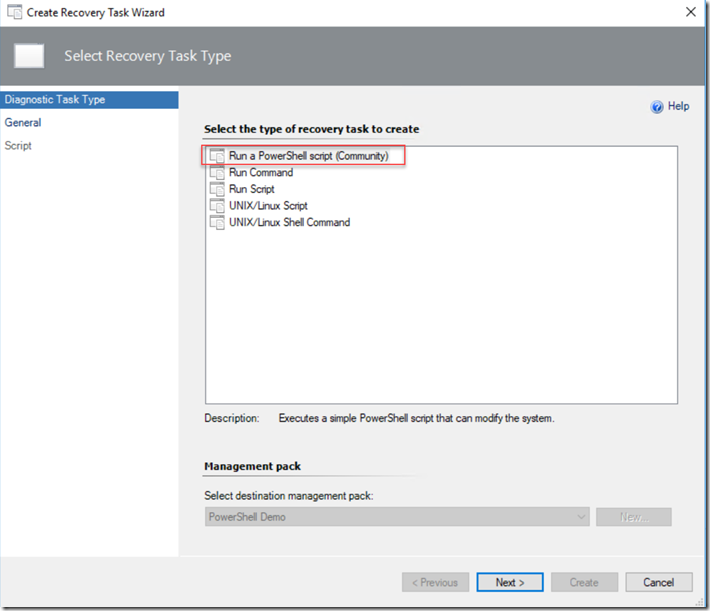 Create Recovery Task Wizard
Select Recovery Task Type
Diagnostic Task Type
General
Script
Help
Select the type of recovery task to create
Run a PowerShell script (Community)
Run Command
Run Script
UNIX/Linux Script
UNIX/Linux Shell Command
Description: Executes a simple PowerShell script that can modify the system.
Management pack
Select destination management pack:
PowerShell Demo
New...
< Previous
Next >
Create
Cancel